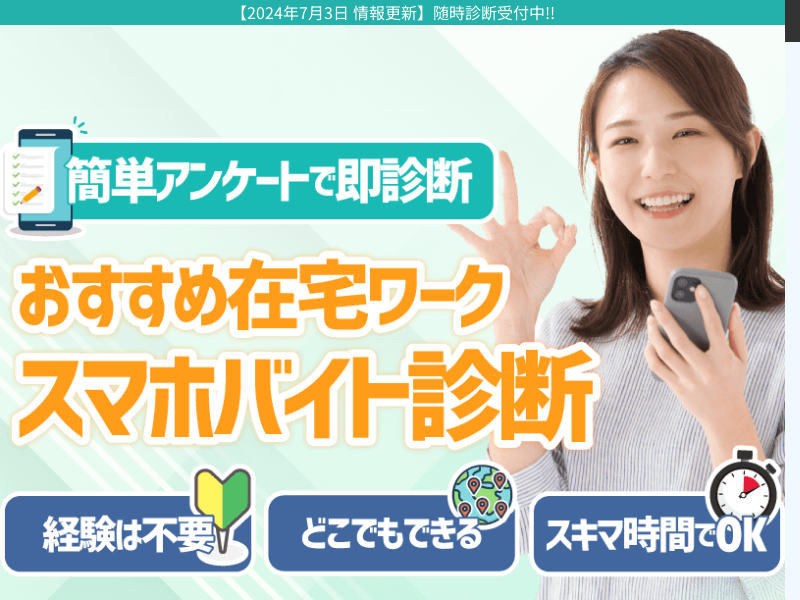 【2024年7月3日 情報更新】随時診断受付中!!
簡単アンケートで即診断
おすすめ在宅ワーク
スマホバイト診断
経験は不要
どこでもできる
スキマ時間でOK